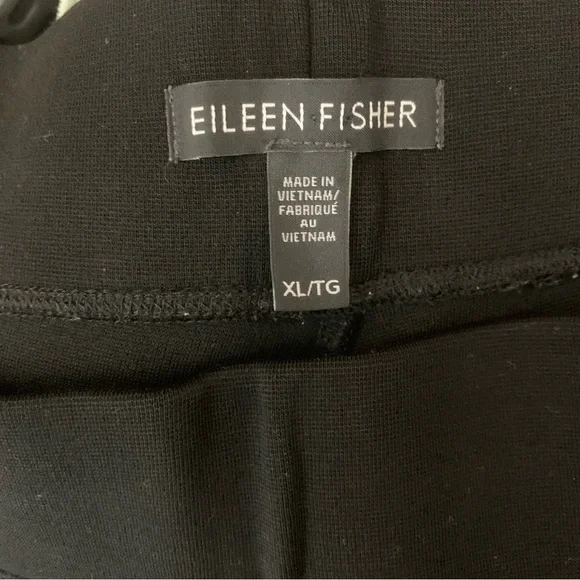 EILEEN FISHER
MADE IN
VIETNAM/
FABRIQUÉ
AU
VIETNAM
XL/TG